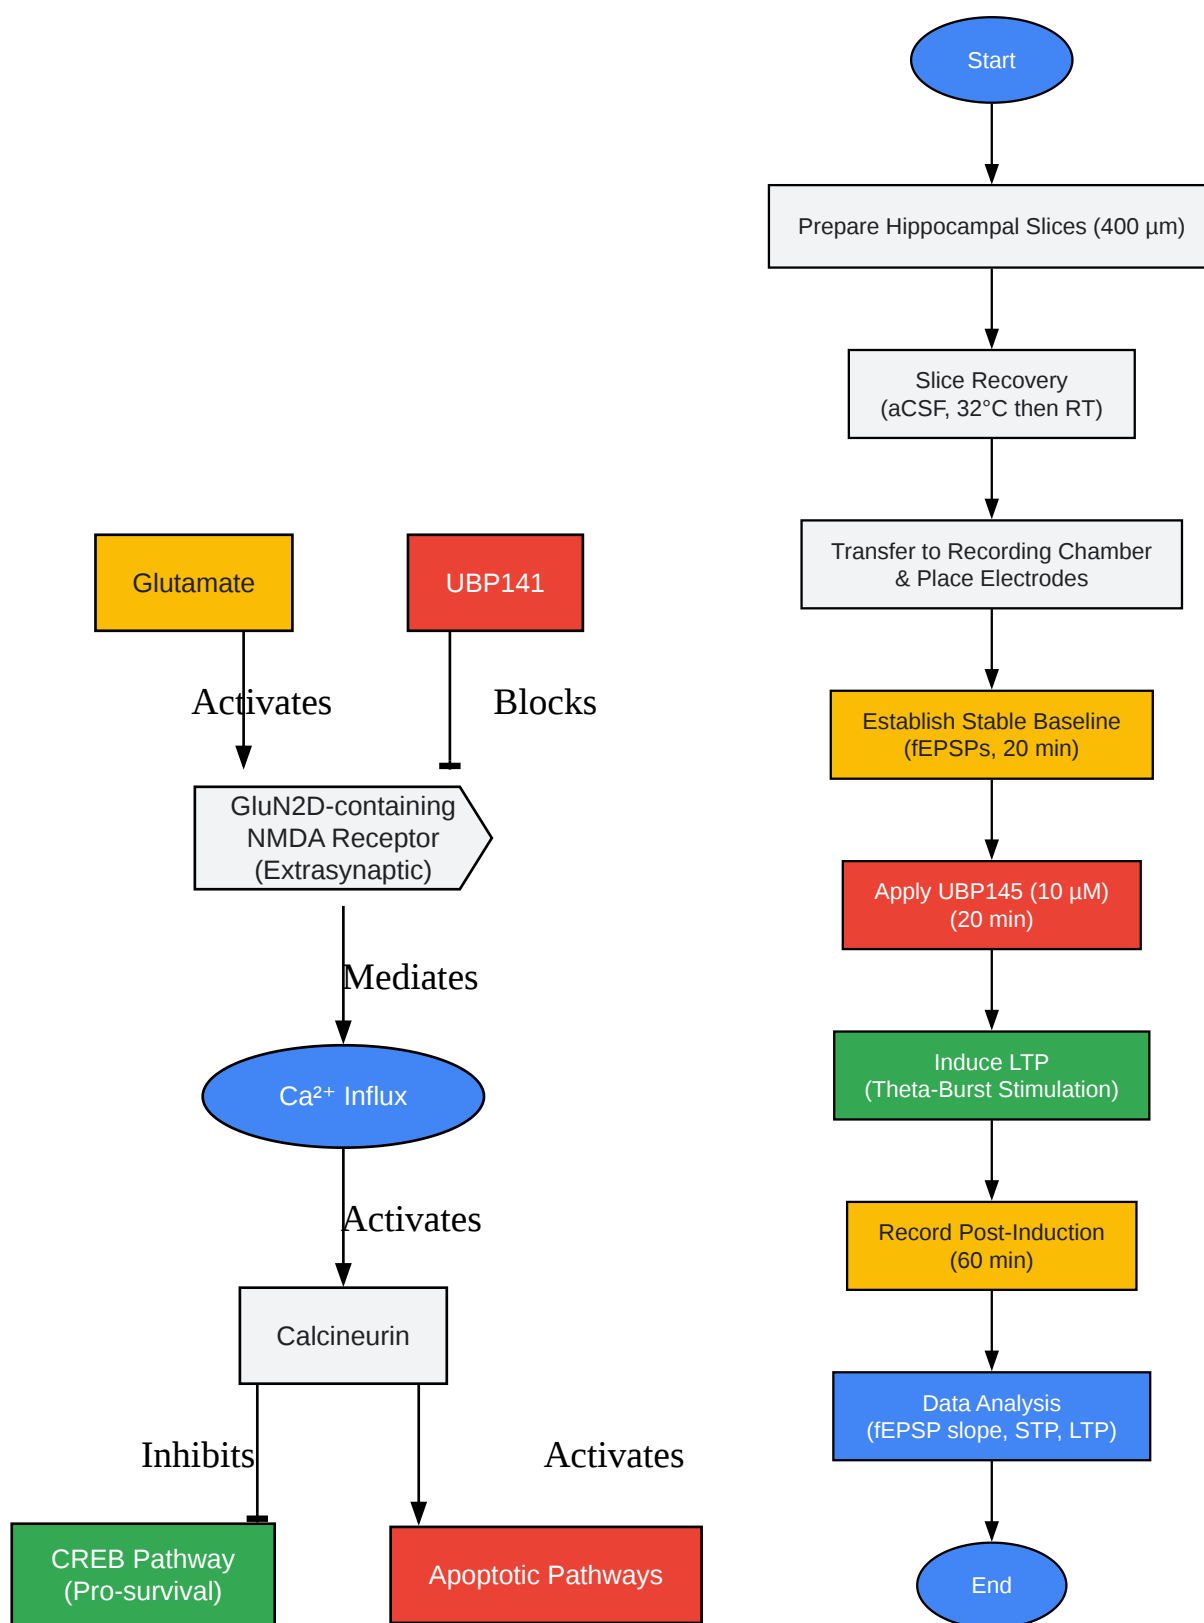 Glutamate
UBP141
Activates
Blocks
GluN2D-containing
NMDA Receptor
(Extrasynaptic)
Mediates
Ca²⁺ Influx
Activates
Calcineurin
Inhibits
Activates
CREB Pathway
(Pro-survival)
Apoptotic Pathways
Start
Prepare Hippocampal Slices (400 µm)
Slice Recovery
(aCSF, 32°C then RT)
Transfer to Recording Chamber
& Place Electrodes
Establish Stable Baseline
(fEPSPs, 20 min)
Apply UBP145 (10 µM)
(20 min)
Induce LTP
(Theta-Burst Stimulation)
Record Post-Induction
(60 min)
Data Analysis
(fEPSP slope, STP, LTP)
End